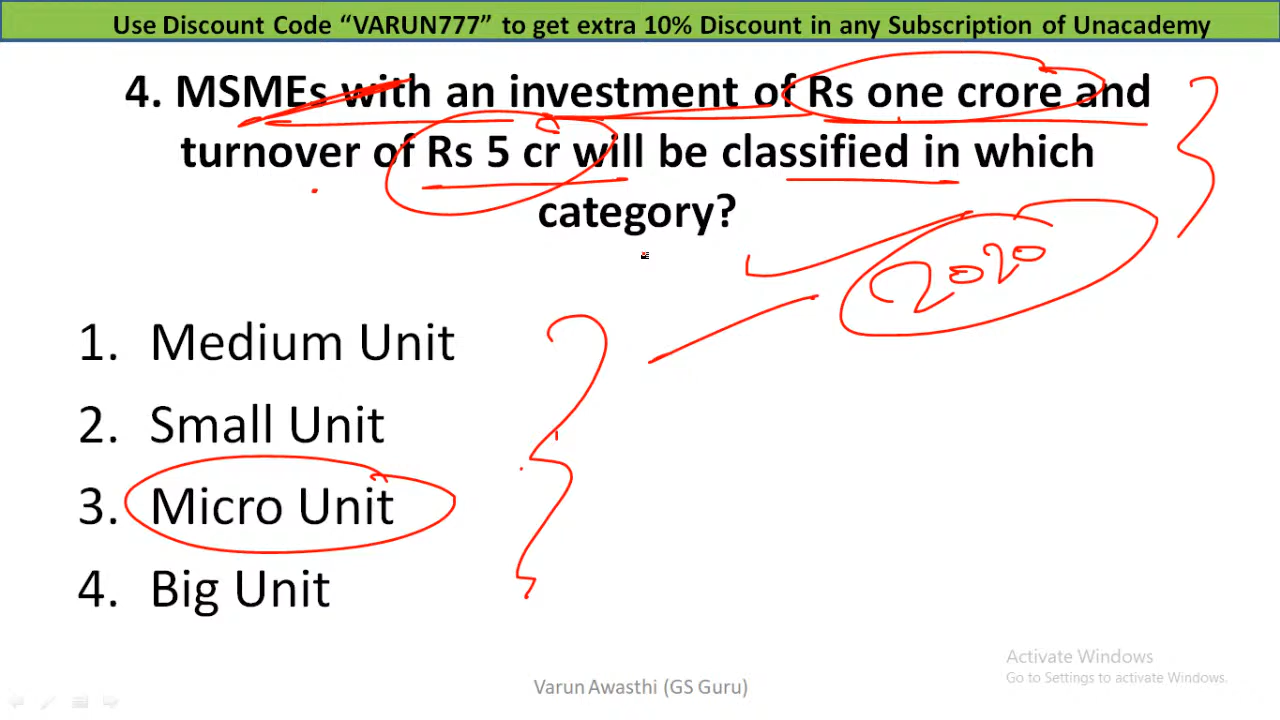 Use Discount Code “VARUN777” to get extra 10% Discount in any Subscription of Unacademy
4. MSMEs with an investment of Rs one crore and
turnover of Rs 5 cr will be classified in which
category?
2020
1. Medium Unit
2. Small Unit
3. Micro Unit
4. Big Unit
Activate Windows
Go to Settings to activate Windows.
Varun Awasthi (GS Guru)